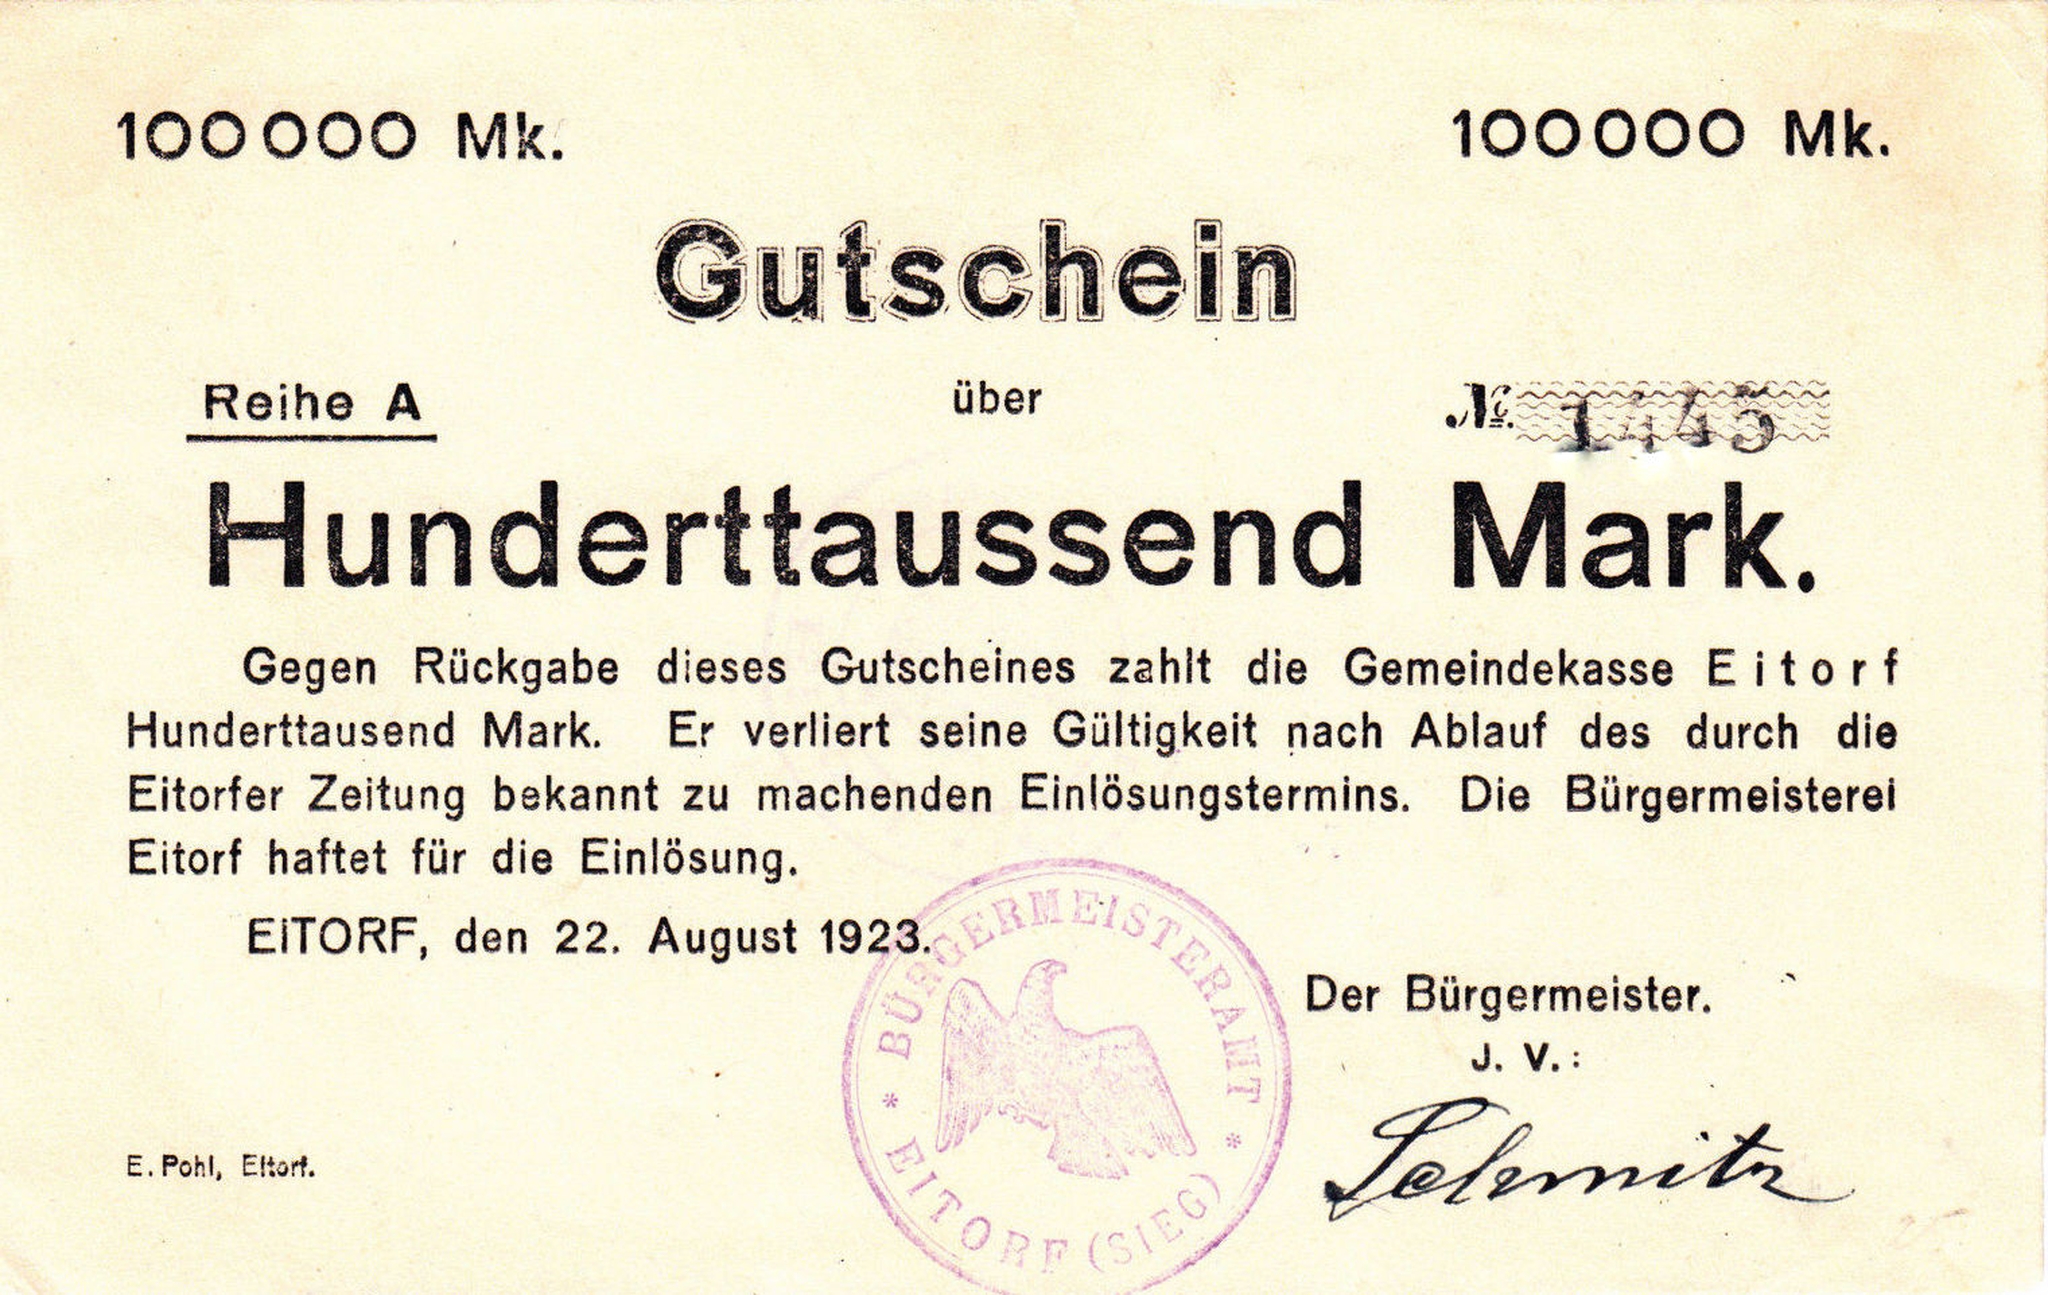 100000 Mk. 100000 Mk.
Gutschein
Reihe A über No. 1445
Hunderttaussend Mark.
Gegen Rückgabe dieses Gutscheines zahlt die Gemeindekasse Eitorf
Hunderttausend Mark. Er verliert seine Gültigkeit nach Ablauf des durch die
Eitorfer Zeitung bekannt zu machenden Einlösungstermins. Die Bürgermeisterei
Eitorf haftet für die Einlösung.
EiTORF, den 22. August 1923.
Der Bürgermeister.
J. V.:
Schmitz
BÜRGERMEISTERAMT
* EITORF (SIEG) *
E. Pohl, Eitorf.